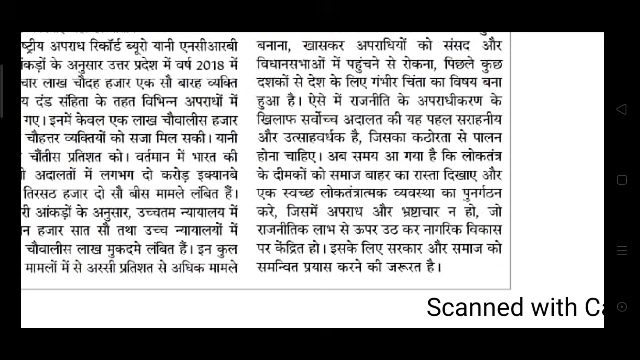 ष्ट्रीय अपराध रिकॉर्ड ब्यूरो यानी एनसीआरबी
कड़ों के अनुसार उत्तर प्रदेश में वर्ष 2018 में
चार लाख चौदह हजार एक सौ बारह व्यक्ति
य दंड संहिता के तहत विभिन्न अपराधों में
गए। इनमें केवल एक लाख चौवालीस हजार
चौहत्तर व्यक्तियों को सजा मिल सकी। यानी
चौंतीस प्रतिशत को। वर्तमान में भारत की
अदालतों में लगभग दो करोड़ इक्यानबे
तिरसठ हजार दो सौ बीस मामले लंबित हैं।
री आंकड़ों के अनुसार, उच्चतम न्यायालय में
न हजार सात सौ तथा उच्च न्यायालयों में
चौवालीस लाख मुकदमे लंबित हैं। इन कुल
मामलों में से अस्सी प्रतिशत से अधिक मामले
बनाना, खासकर अपराधियों को संसद और
विधानसभाओं में पहुंचने से रोकना, पिछले कुछ
दशकों से देश के लिए गंभीर चिंता का विषय बना
हुआ है। ऐसे में राजनीति के अपराधीकरण के
खिलाफ सर्वोच्च अदालत की यह पहल सराहनीय
और उत्साहवर्धक है, जिसका कठोरता से पालन
होना चाहिए। अब समय आ गया है कि लोकतंत्र
के दीमकों को समाज बाहर का रास्ता दिखाए और
एक स्वच्छ लोकतंत्रात्मक व्यवस्था का पुनर्गठन
करे, जिसमें अपराध और भ्रष्टाचार न हो, जो
राजनीतिक लाभ से ऊपर उठ कर नागरिक विकास
पर केंद्रित हो। इसके लिए सरकार और समाज को
समन्वित प्रयास करने की जरूरत है।
Scanned with Ca